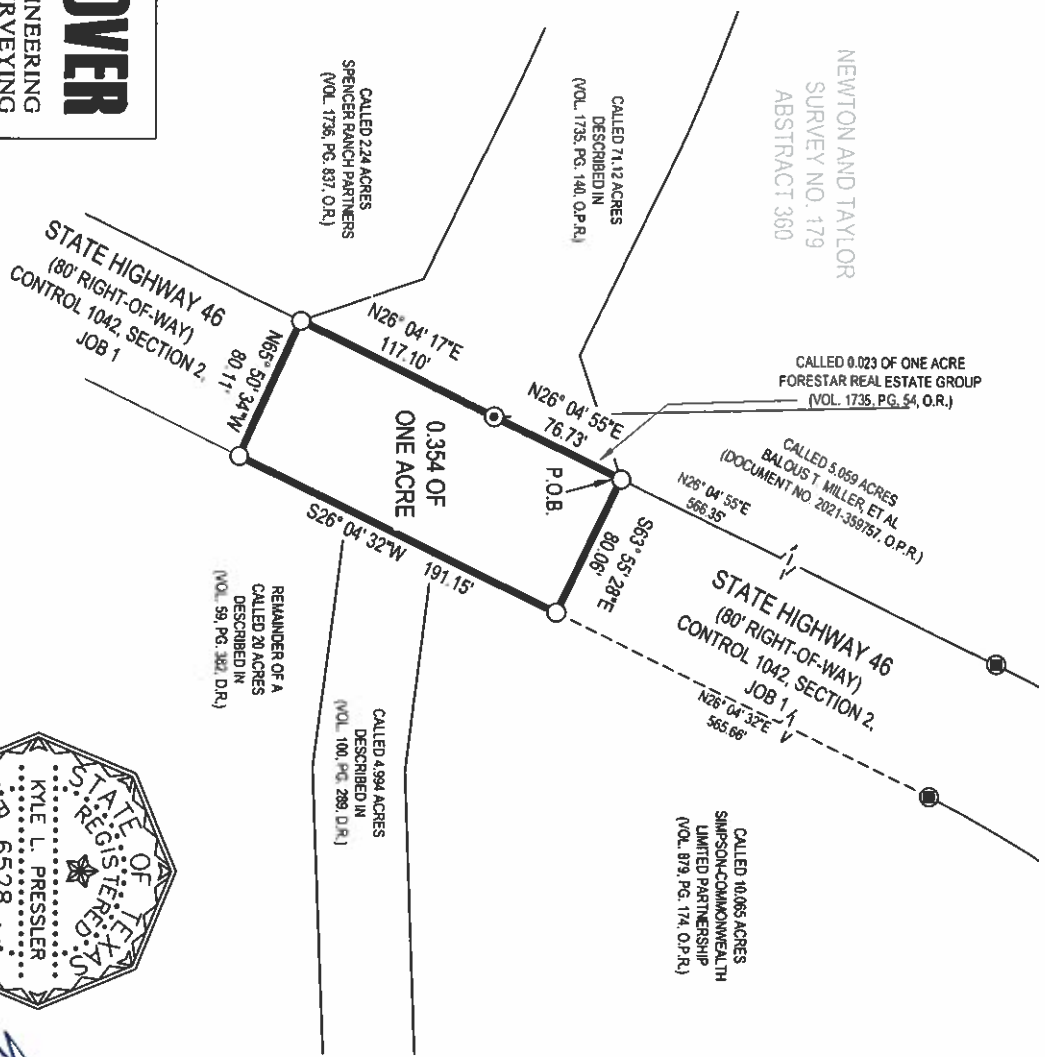 OVER
INEERING
RVEYING
NEWTON AND TAYLOR
SURVEY NO. 179
ABSTRACT 360
CALLED 71.12 ACRES
DESCRIBED IN
(VOL. 1735, PG. 140, O.P.R.)
CALLED 2.24 ACRES
SPENCER RANCH PARTNERS
(VOL. 1736, PG. 837, O.R.)
CALLED 0.023 OF ONE ACRE
FORESTAR REAL ESTATE GROUP
(VOL. 1735, PG. 54, O.R.)
CALLED 5.059 ACRES
BALOUS T. MILLER, ET AL
(DOCUMENT NO. 2021-359757, O.P.R.)
N26° 04' 55"E
566.35'
STATE HIGHWAY 46
(80' RIGHT-OF-WAY)
CONTROL 1042, SECTION 2,
JOB 1
N26° 04' 32"E
565.66'
N26° 04' 17"E
117.10'
N26° 04' 55"E
76.73'
P.O.B.
S63° 55' 28"E
80.06'
0.354 OF
ONE ACRE
S26° 04' 32"W
191.15'
N65° 50' 34"W
80.11'
STATE HIGHWAY 46
(80' RIGHT-OF-WAY)
CONTROL 1042, SECTION 2,
JOB 1
REMAINDER OF A
CALLED 20 ACRES
DESCRIBED IN
(VOL. 59, PG. 382, D.R.)
CALLED 4.994 ACRES
DESCRIBED IN
(VOL. 100, PG. 289, D.R.)
CALLED 10.065 ACRES
SIMPSON-COMMONWEALTH
LIMITED PARTNERSHIP
(VOL. 879, PG. 174, O.P.R.)
STATE OF TEXAS
REGISTERED
KYLE L. PRESSLER
6528